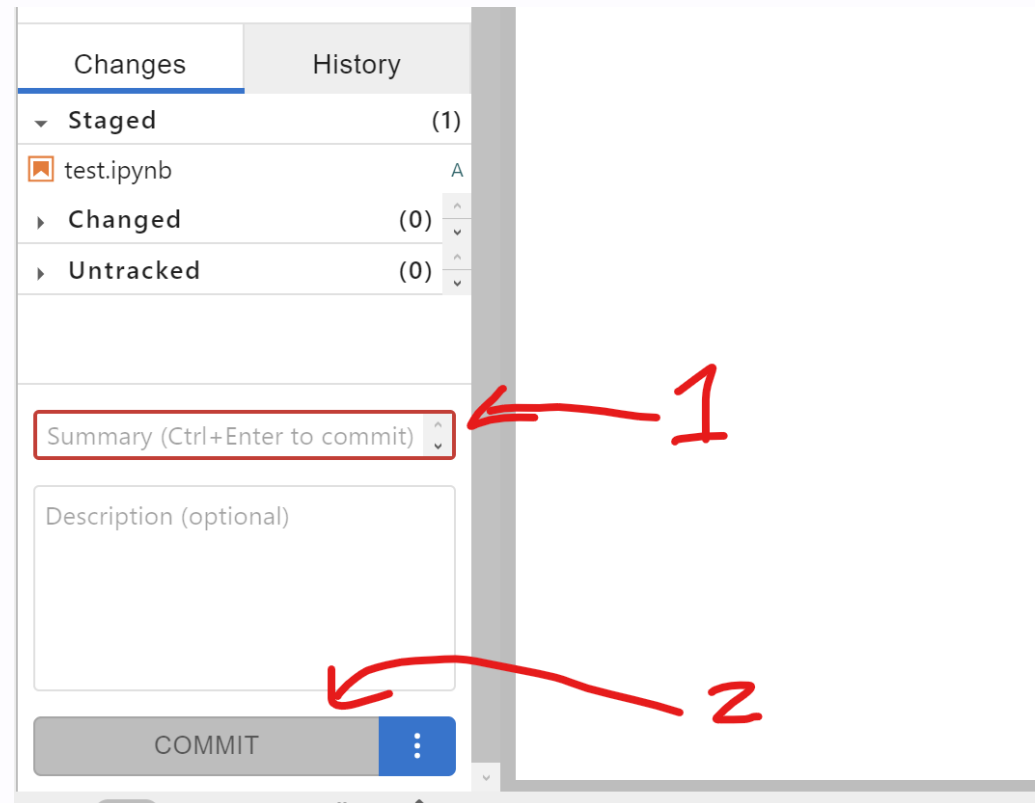 Changes History
Staged (1)
test.ipynb A
Changed (0)
Untracked (0)
1
Summary (Ctrl+Enter to commit)
Description (optional)
2
COMMIT